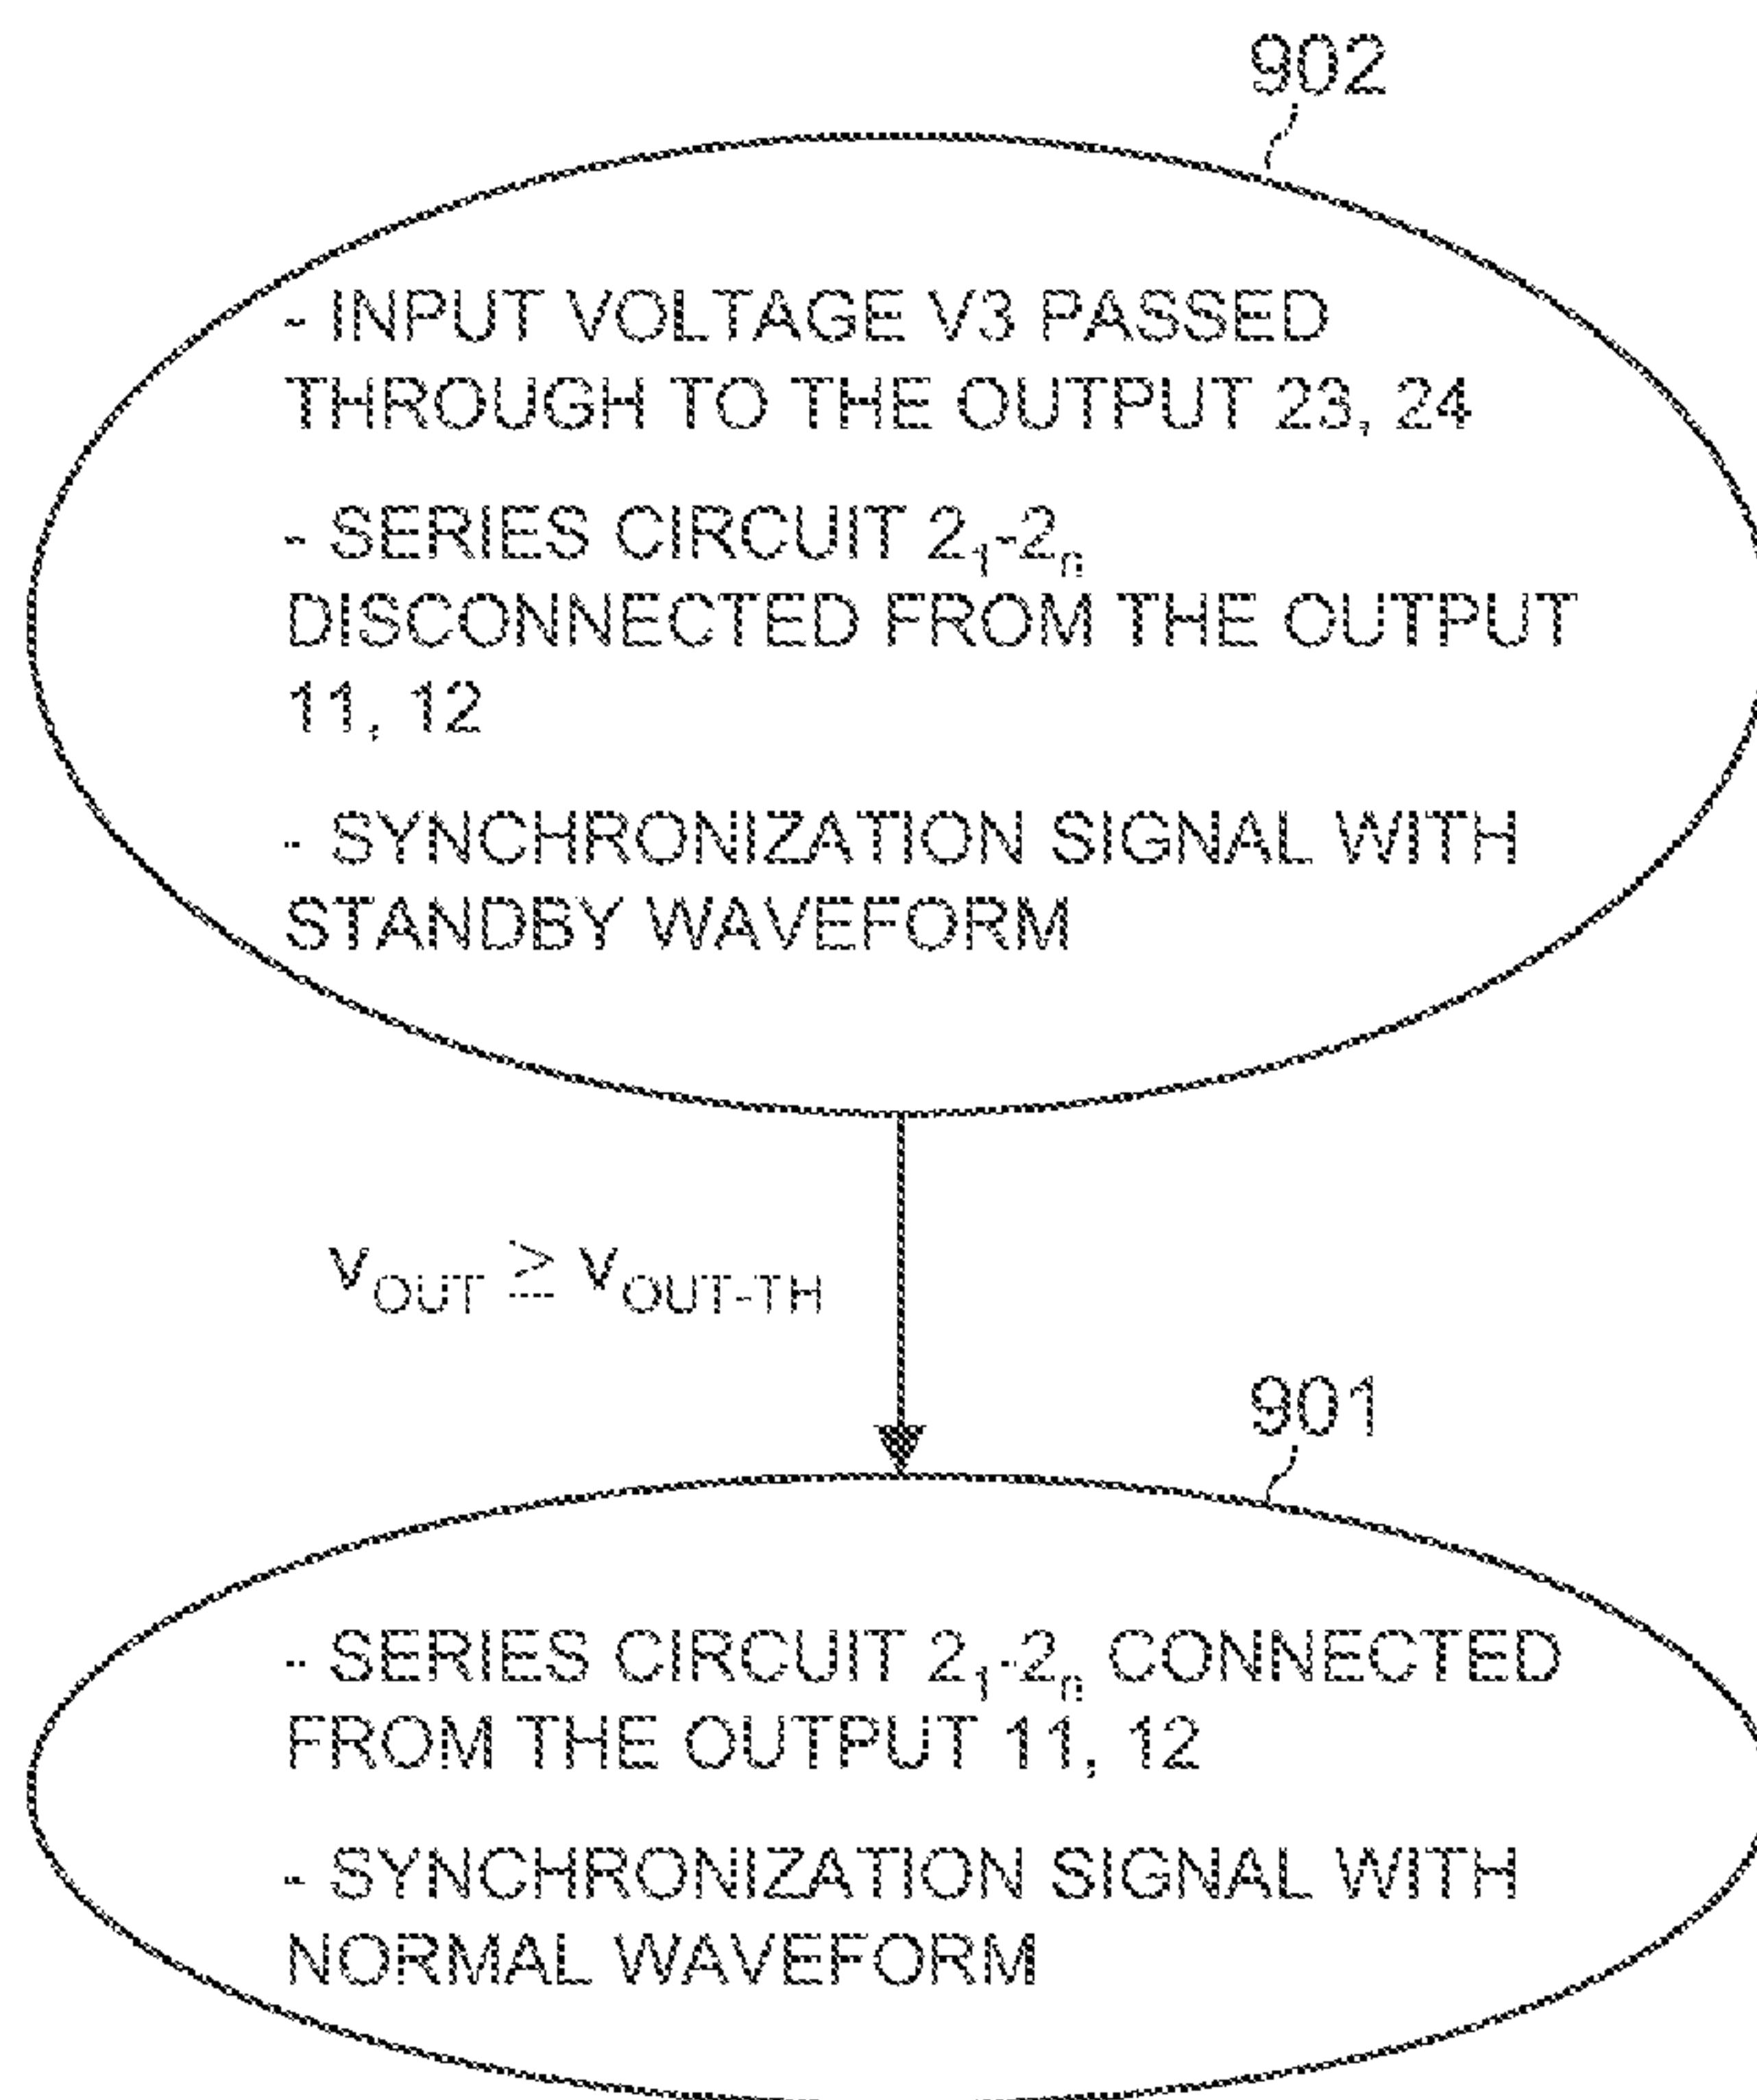 902
- INPUT VOLTAGE V3 PASSED
THROUGH TO THE OUTPUT 23, 24
- SERIES CIRCUIT 2₁-2ₙ
DISCONNECTED FROM THE OUTPUT
11, 12
- SYNCHRONIZATION SIGNAL WITH
STANDBY WAVEFORM
V_OUT ≥ V_OUT-TH
901
- SERIES CIRCUIT 2₁-2ₙ CONNECTED
FROM THE OUTPUT 11, 12
- SYNCHRONIZATION SIGNAL WITH
NORMAL WAVEFORM